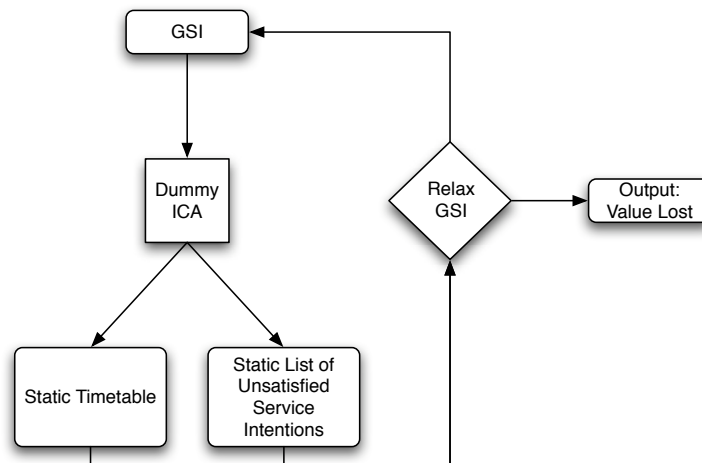 GSI
Dummy
ICA
Relax
GSI
Output:
Value Lost
Static Timetable
Static List of
Unsatisfied
Service
Intentions